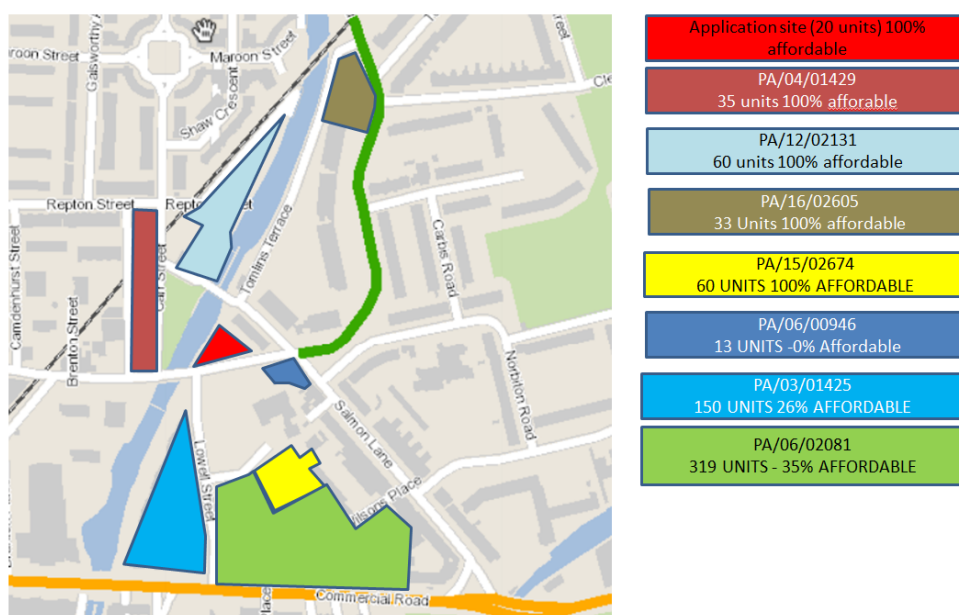 Application site (20 units) 100%
affordable
PA/04/01429
35 units 100% afforable
PA/12/02131
60 units 100% affordable
PA/16/02605
33 Units 100% affordable
PA/15/02674
60 UNITS 100% AFFORDABLE
PA/06/00946
13 UNITS -0% Affordable
PA/03/01425
150 UNITS 26% AFFORDABLE
PA/06/02081
319 UNITS - 35% AFFORDABLE
Maroon Street
Street
Shaw Crescent
Repton Street
Street
Carr Street
Camdenhurst Street
Brenton Street
Tomlins Terrace
Carbis Road
Norbiton Road
Salmon Lane
Lowell Street
Place
Commercial Road